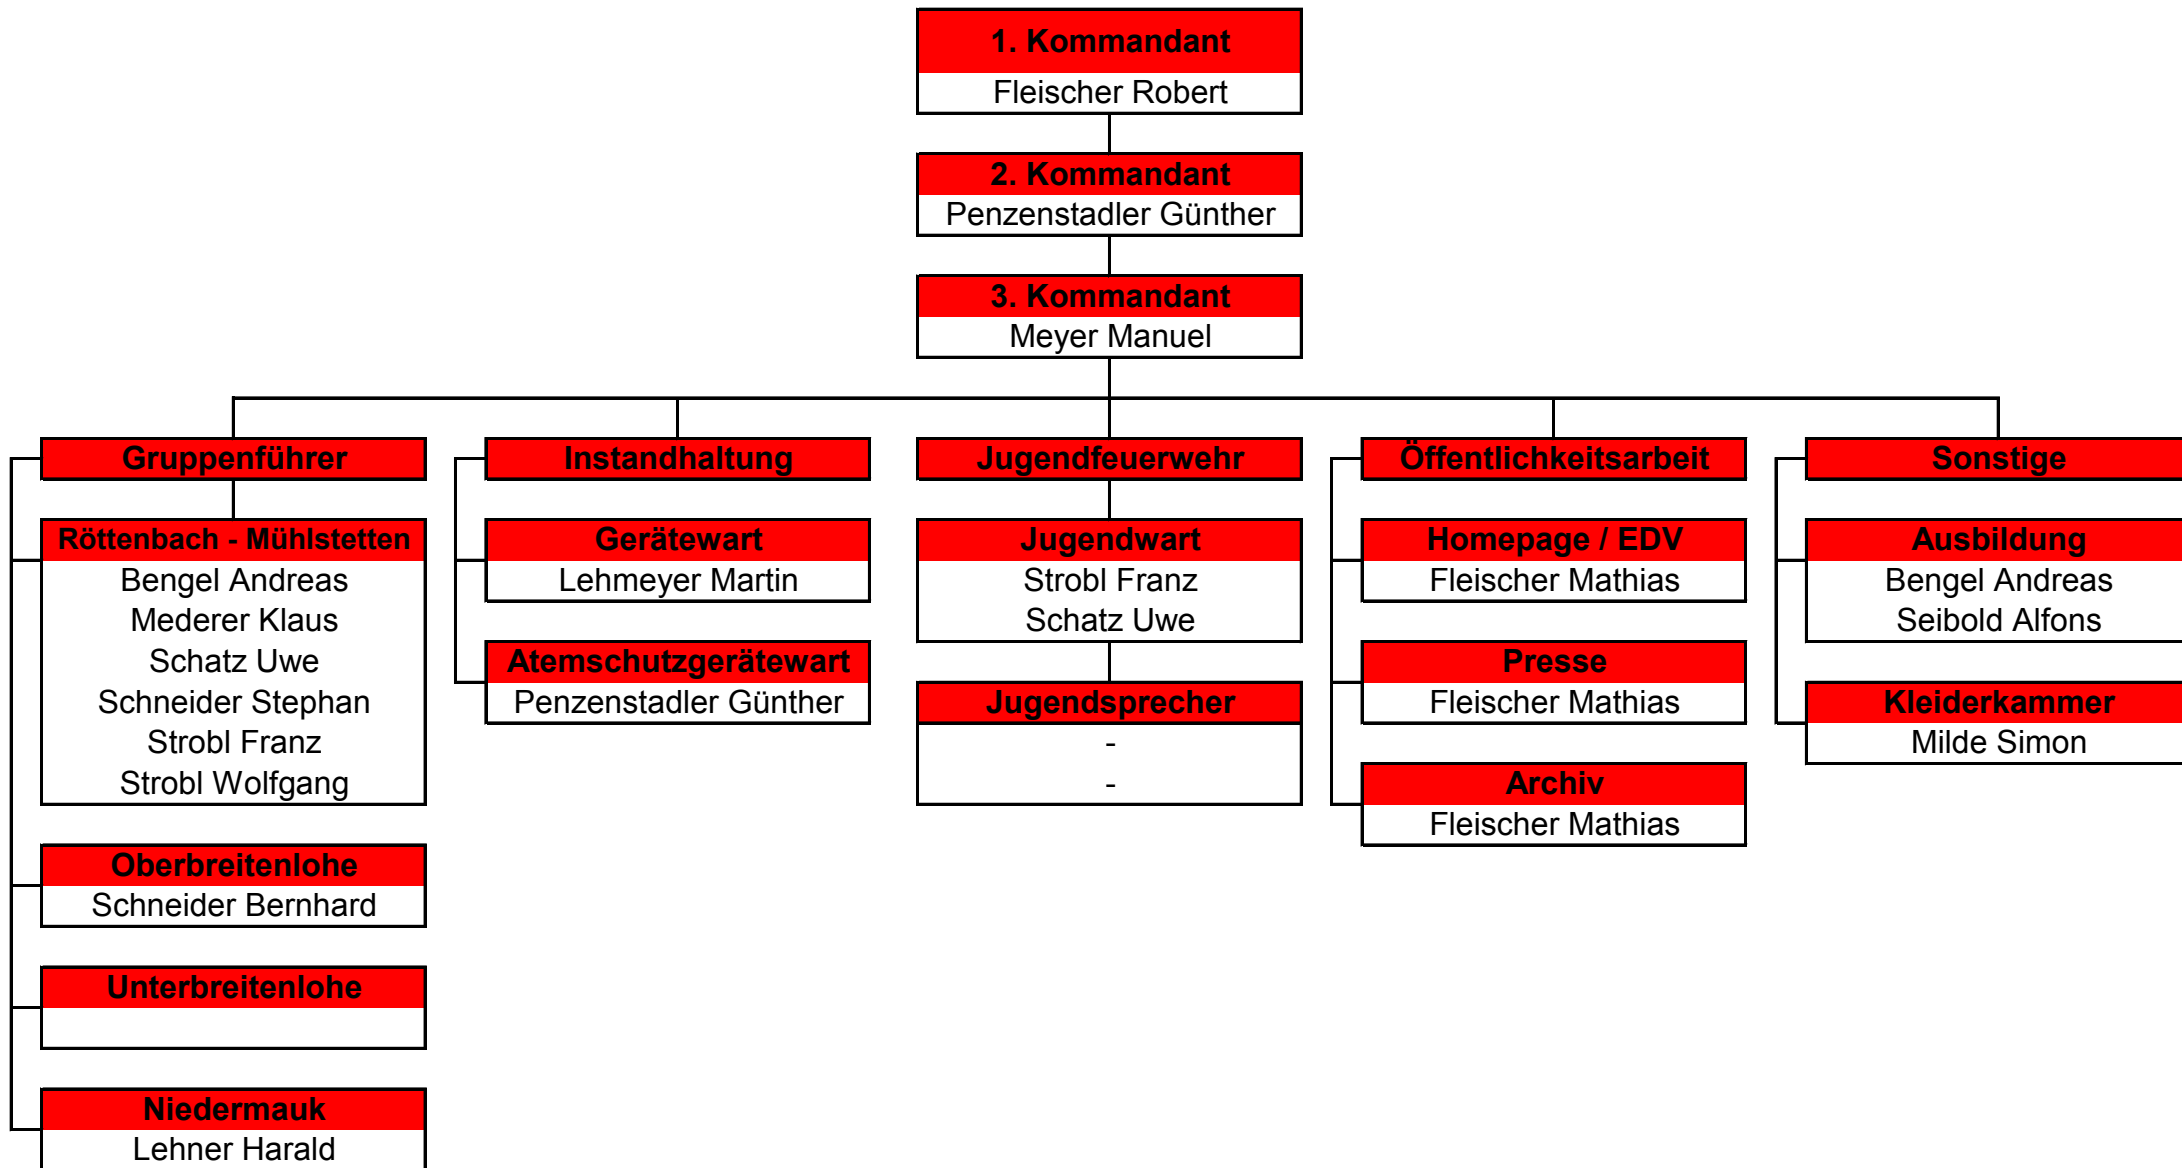 1. Kommandant
Fleischer Robert
2. Kommandant
Penzenstadler Günther
3. Kommandant
Meyer Manuel
Gruppenführer
Röttenbach - Mühlstetten
Bengel Andreas
Mederer Klaus
Schatz Uwe
Schneider Stephan
Strobl Franz
Strobl Wolfgang
Oberbreitenlohe
Schneider Bernhard
Unterbreitenlohe
Niedermauk
Lehner Harald
Instandhaltung
Gerätewart
Lehmeyer Martin
Atemschutzgerätewart
Penzenstadler Günther
Jugendfeuerwehr
Jugendwart
Strobl Franz
Schatz Uwe
Jugendsprecher
-
-
Öffentlichkeitsarbeit
Homepage / EDV
Fleischer Mathias
Presse
Fleischer Mathias
Archiv
Fleischer Mathias
Sonstige
Ausbildung
Bengel Andreas
Seibold Alfons
Kleiderkammer
Milde Simon